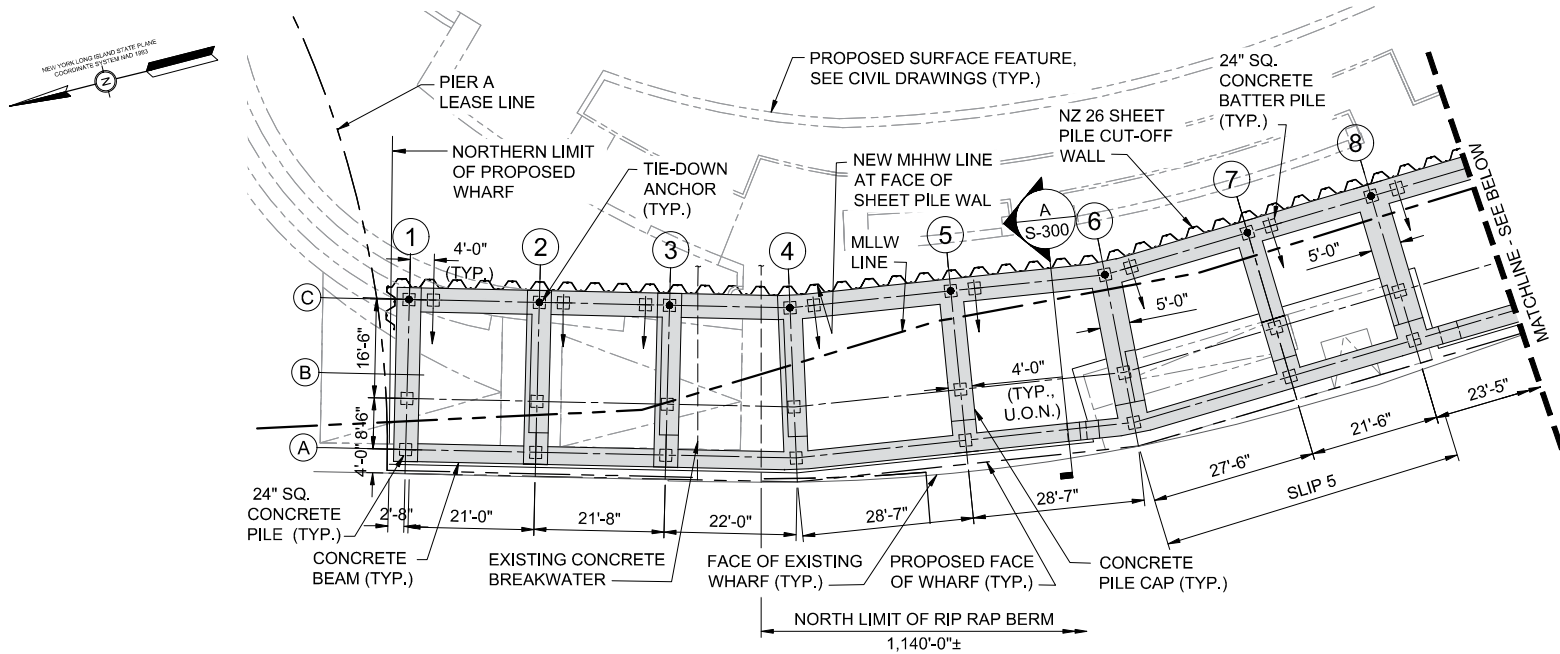 NEW YORK LONG ISLAND STATE PLANE
COORDINATE SYSTEM NAD 1983
N
PIER A
LEASE LINE
NORTHERN LIMIT
OF PROPOSED
WHARF
TIE-DOWN
ANCHOR
(TYP.)
PROPOSED SURFACE FEATURE,
SEE CIVIL DRAWINGS (TYP.)
NEW MHHW LINE
AT FACE OF
SHEET PILE WAL
MLLW
LINE
NZ 26 SHEET
PILE CUT-OFF
WALL
24" SQ.
CONCRETE
BATTER PILE
(TYP.)
A
S-300
1
2
3
4
5
6
7
8
4'-0"
(TYP.)
C
B
A
16'-6"
8'-6"
4'-0"
5'-0"
5'-0"
4'-0"
(TYP.,
U.O.N.)
MATCHLINE - SEE BELOW
2'-8"
21'-0"
21'-8"
22'-0"
28'-7"
28'-7"
27'-6"
21'-6"
23'-5"
SLIP 5
24" SQ.
CONCRETE
PILE (TYP.)
CONCRETE
BEAM (TYP.)
EXISTING CONCRETE
BREAKWATER
FACE OF EXISTING
WHARF (TYP.)
PROPOSED FACE
OF WHARF (TYP.)
CONCRETE
PILE CAP (TYP.)
NORTH LIMIT OF RIP RAP BERM
1,140'-0"±